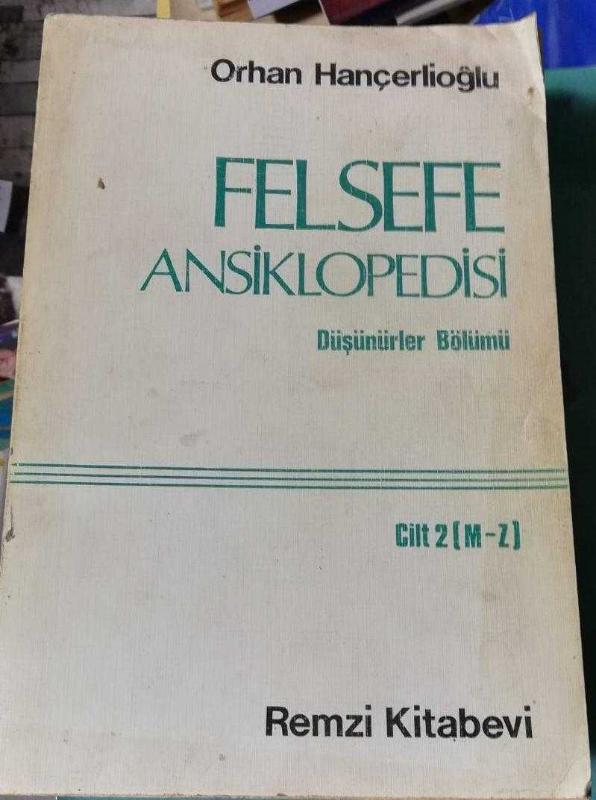 Orhan Hançerlioğlu
FELSEFE
ANSİKLOPEDİSİ
Düşünürler Bölümü
Cilt 2 (M-Z)
Remzi Kitabevi